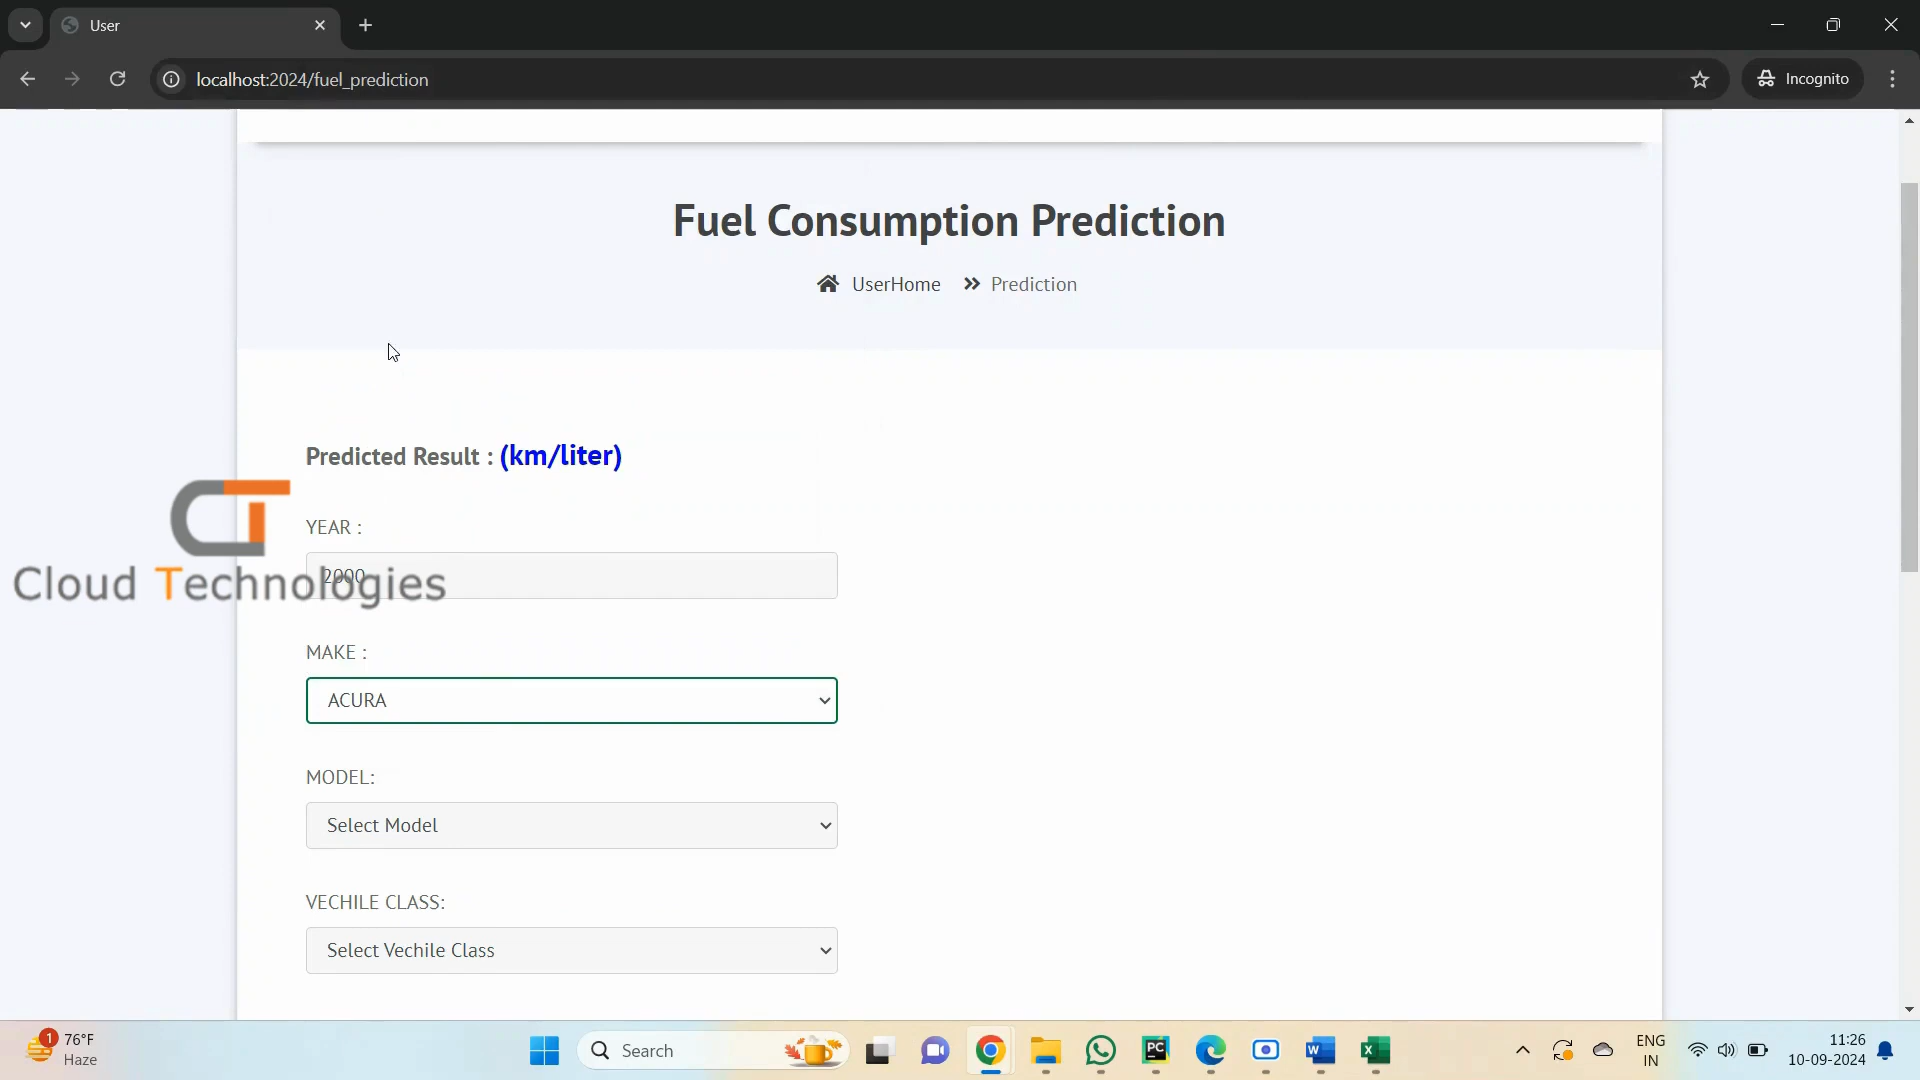 User
localhost:2024/fuel_prediction
Incognito
Fuel Consumption Prediction
UserHome
Prediction
Predicted Result : (km/liter)
YEAR :
2000
Cloud Technologies
MAKE :
ACURA
MODEL:
Select Model
VECHILE CLASS:
Select Vechile Class
1
76°F
Haze
Search
PC
W
X
ENG
IN
11:26
10-09-2024